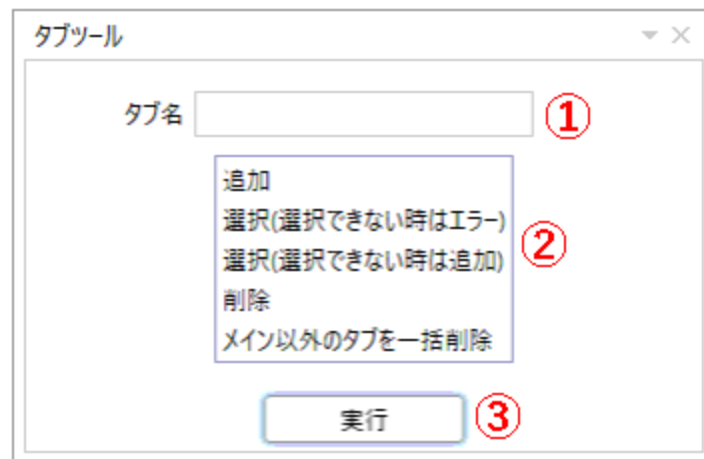 タブツール
タブ名 ①
追加
選択(選択できない時はエラー)
選択(選択できない時は追加) ②
削除
メイン以外のタブを一括削除
実行 ③